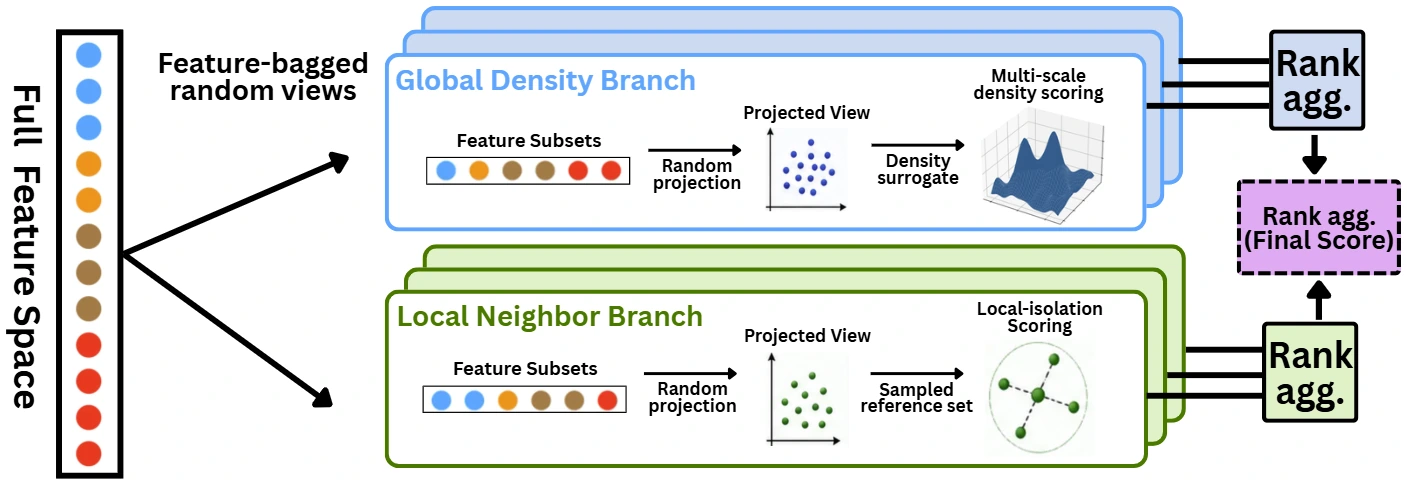 Full Feature Space
Feature-bagged
random views
Global Density Branch
Feature Subsets
Random
projection
Projected View
Density
surrogate
Multi-scale
density scoring
Rank
agg.
Rank agg.
(Final Score)
Local Neighbor Branch
Feature Subsets
Random
projection
Projected View
Sampled
reference set
Local-isolation
Scoring
Rank
agg.